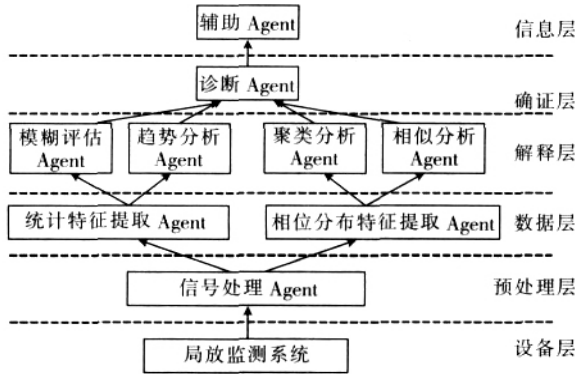 辅助 Agent
信息层
诊断 Agent
确证层
模糊评估
Agent
趋势分析
Agent
聚类分析
Agent
相似分析
Agent
解释层
统计特征提取 Agent
相位分布特征提取 Agent
数据层
信号处理 Agent
预处理层
局放监测系统
设备层